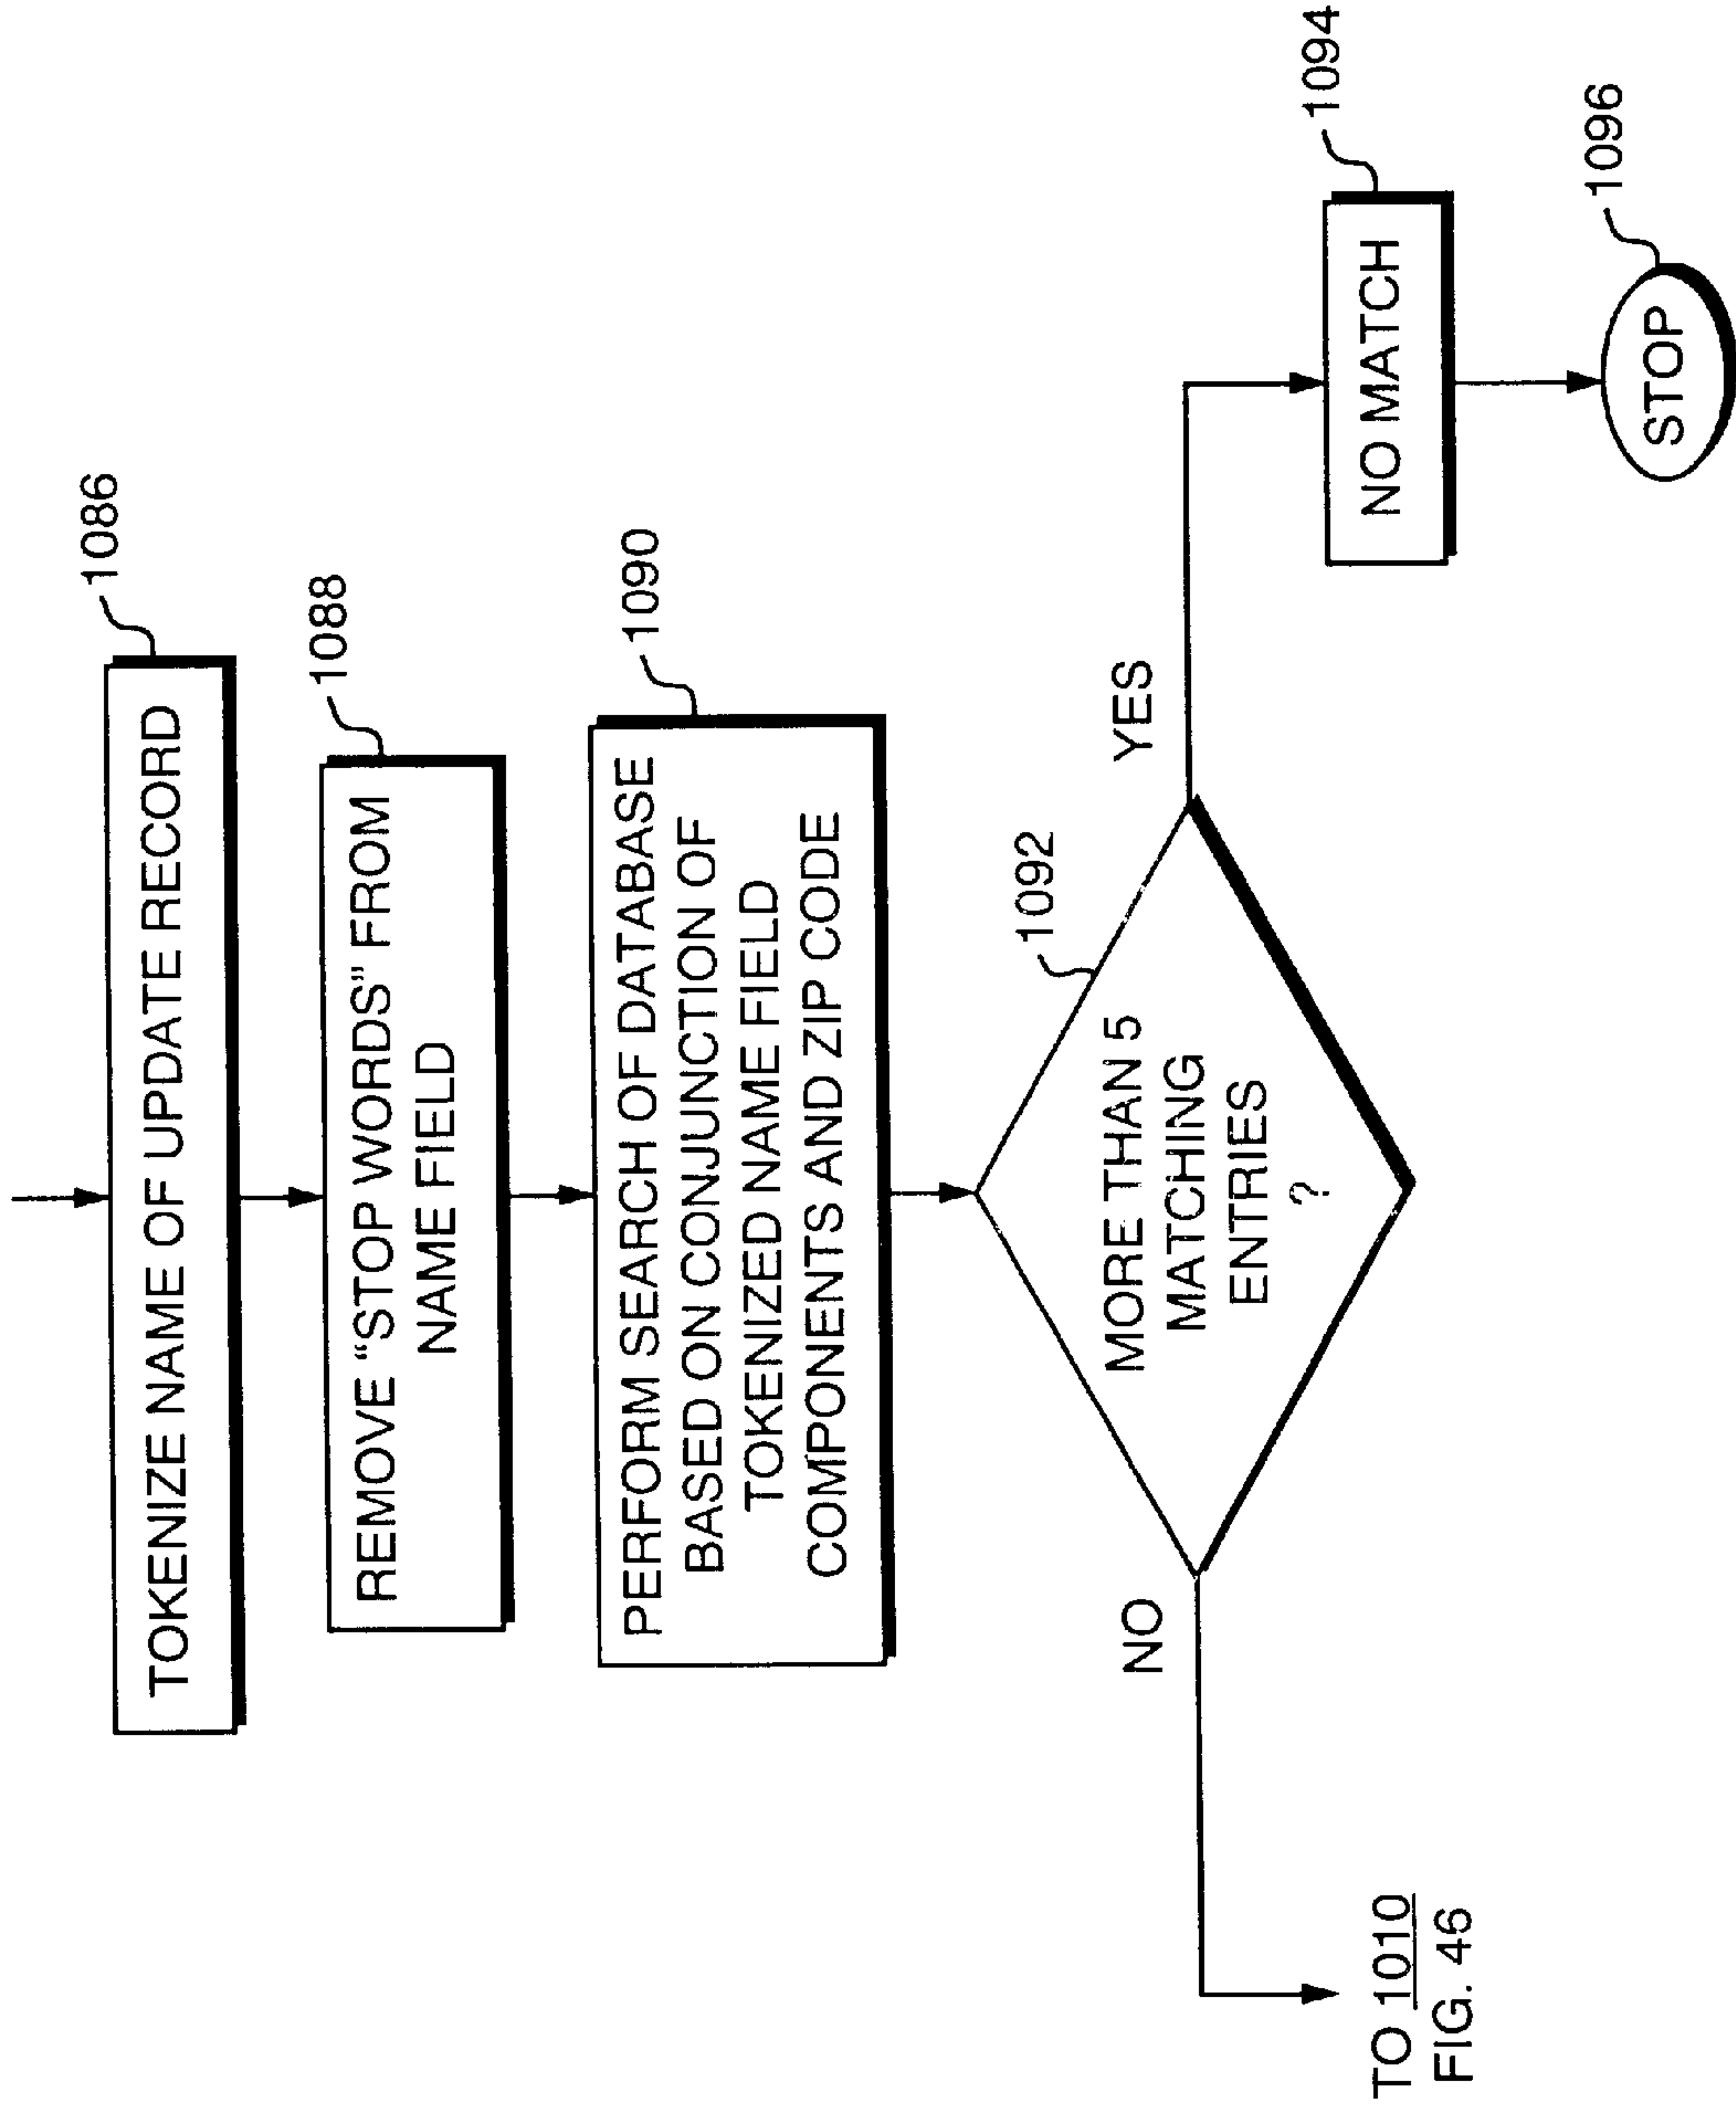 1086
TOKENIZE NAME OF UPDATE RECORD
1088
REMOVE “STOP WORDS” FROM
NAME FIELD
1090
PERFORM SEARCH OF DATABASE
BASED ON CONJUNCTION OF
TOKENIZED NAME FIELD
COMPONENTS AND ZIP CODE
1092
MORE THAN 5
MATCHING
ENTRIES
?
NO
YES
1094
NO MATCH
1096
STOP
TO 1010
FIG. 46